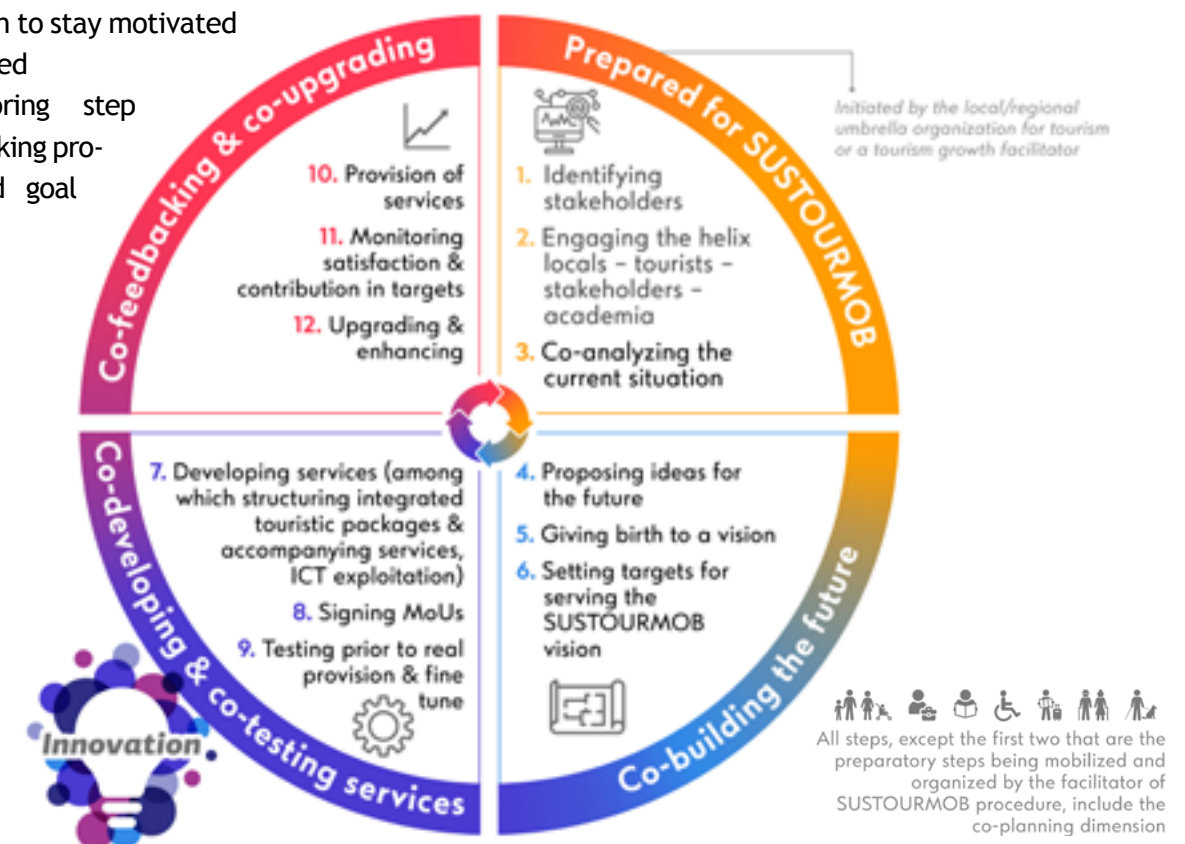 to stay motivated
step
goal
Co-feedbacking & co-upgrading
10. Provision of
services
11. Monitoring
satisfaction &
contribution in targets
12. Upgrading &
enhancing
Prepared for SUSTOURMOB
Initiated by the local/regional
umbrella organization for tourism
or a tourism growth facilitator
1. Identifying
stakeholders
2. Engaging the helix
locals – tourists –
stakeholders –
academia
3. Co-analyzing the
current situation
4. Proposing ideas for
the future
5. Giving birth to a vision
6. Setting targets for
serving the
SUSTOURMOB
vision
Co-building the future
7. Developing services (among
which structuring integrated
touristic packages &
accompanying services,
ICT exploitation)
8. Signing MoUs
9. Testing prior to real
provision & fine
tune
Co-developing & co-testing services
Innovation
All steps, except the first two that are the
preparatory steps being mobilized and
organized by the facilitator of
SUSTOURMOB procedure, include the
co-planning dimension